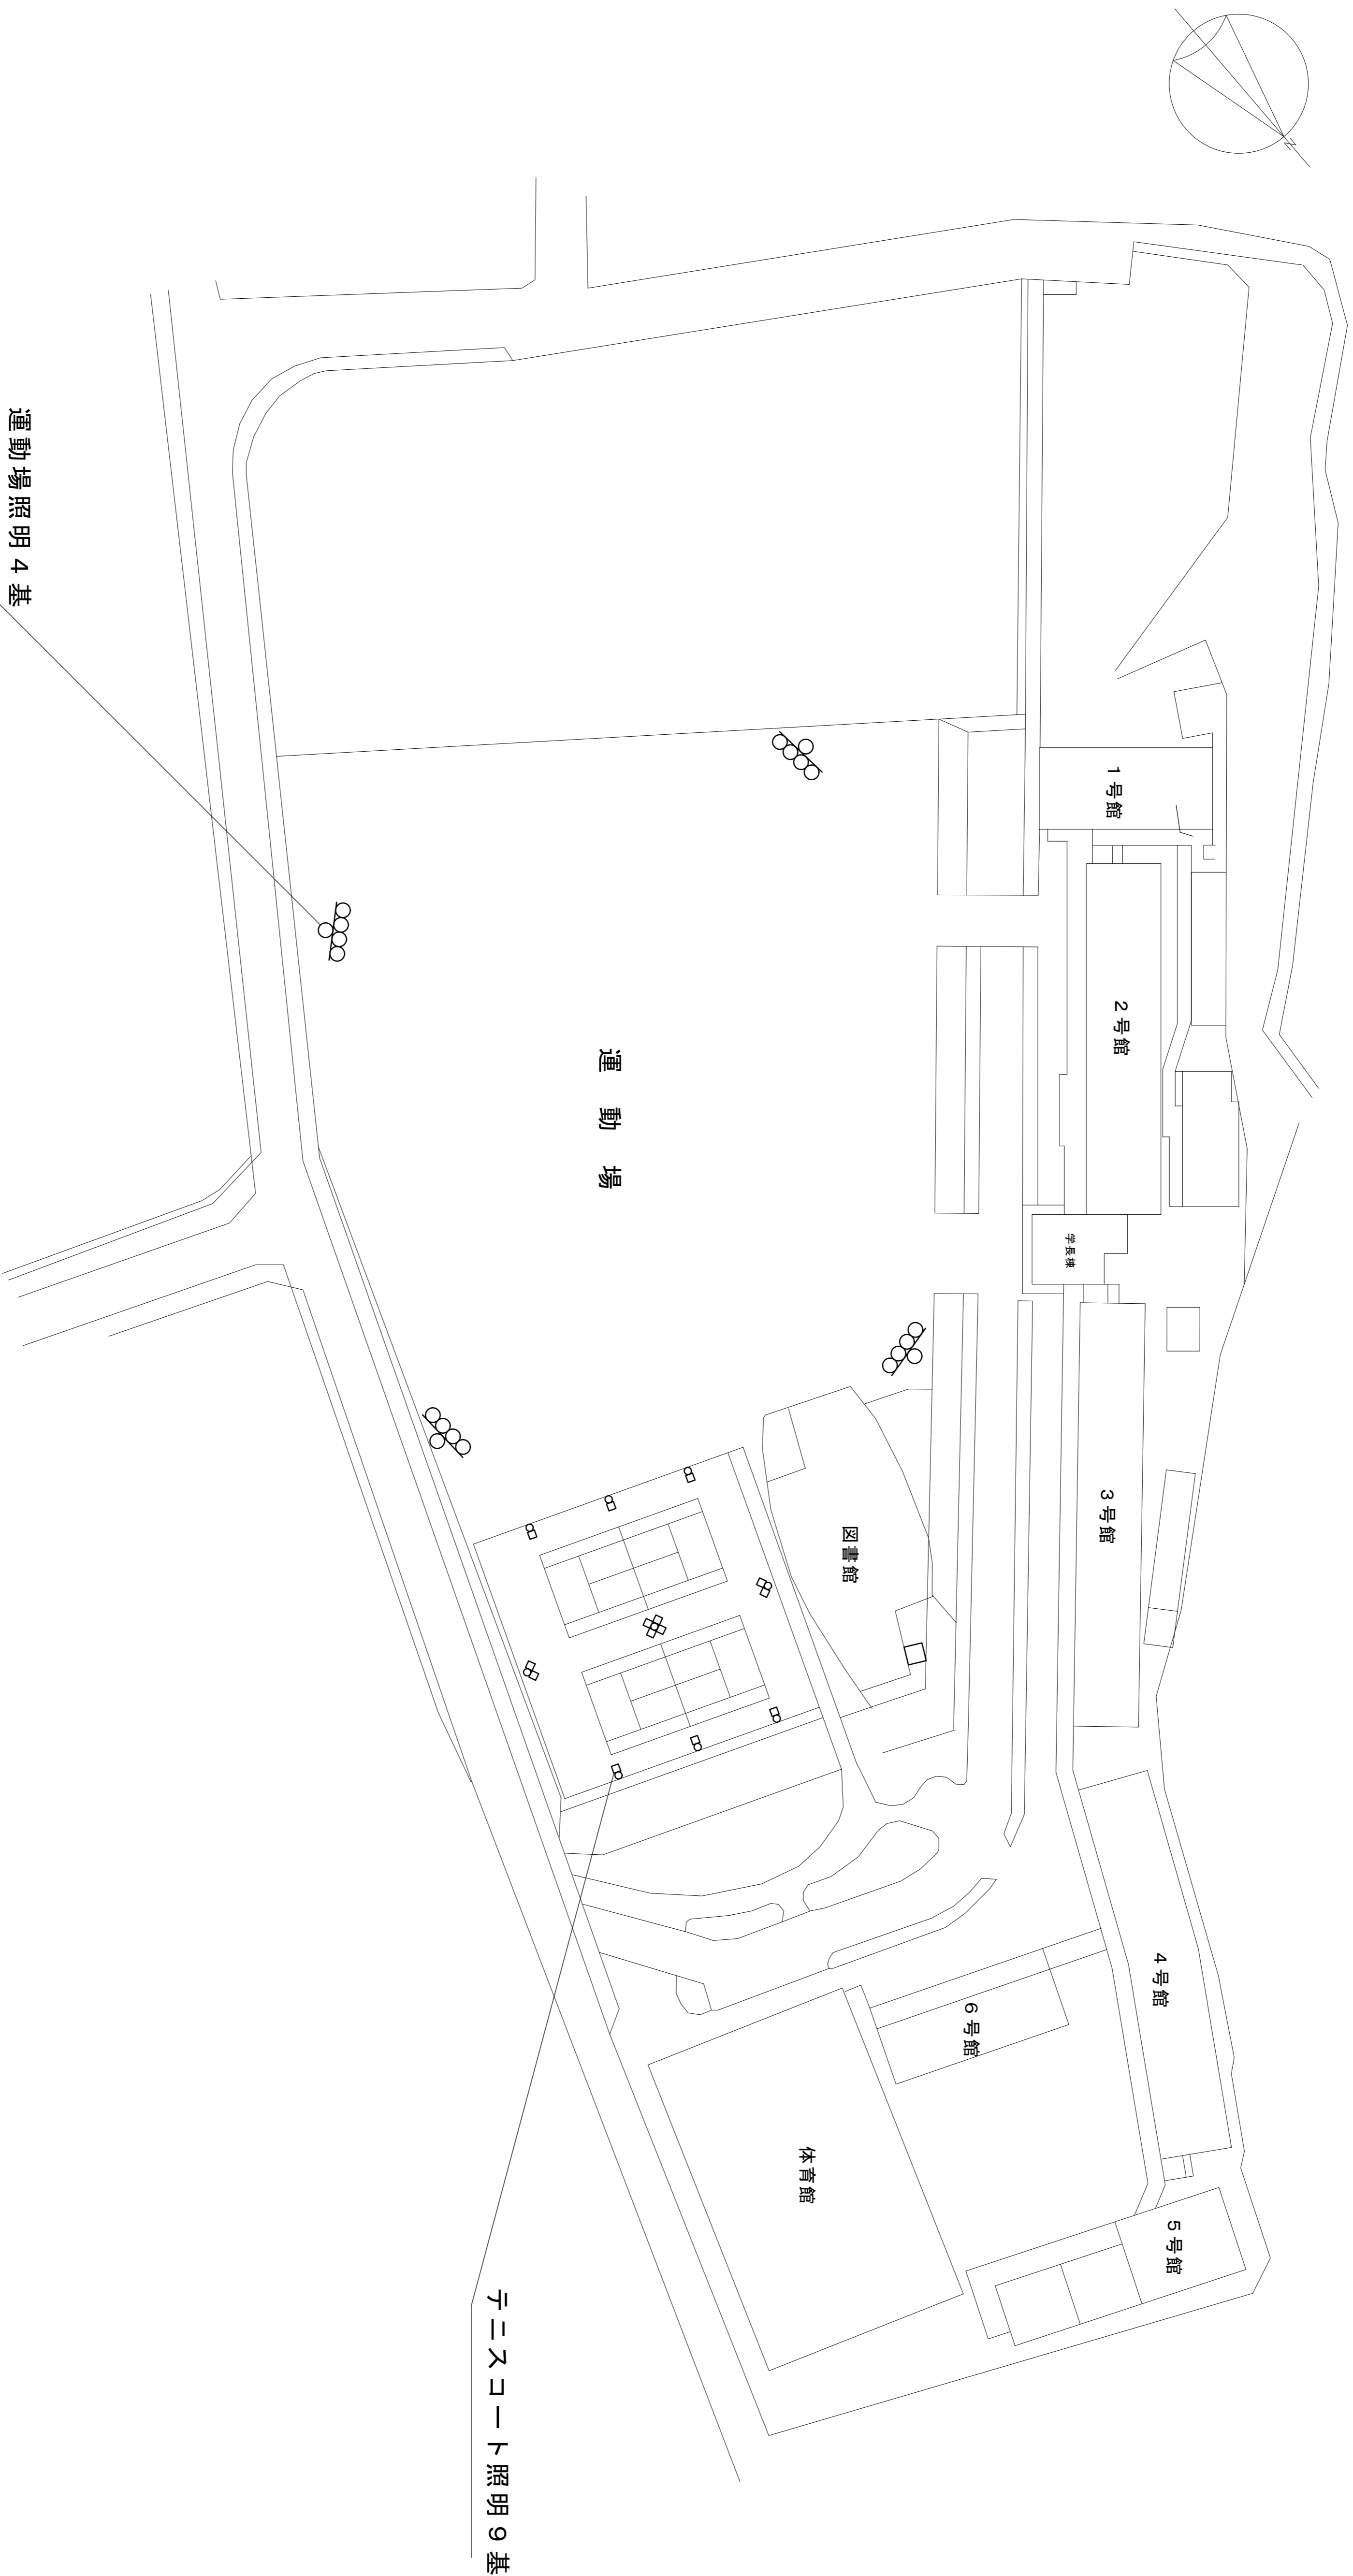 N
運動場照明４基
１号館
２号館
運動場
学長棟
３号館
図書館
４号館
６号館
体育館
５号館
テニスコート照明９基